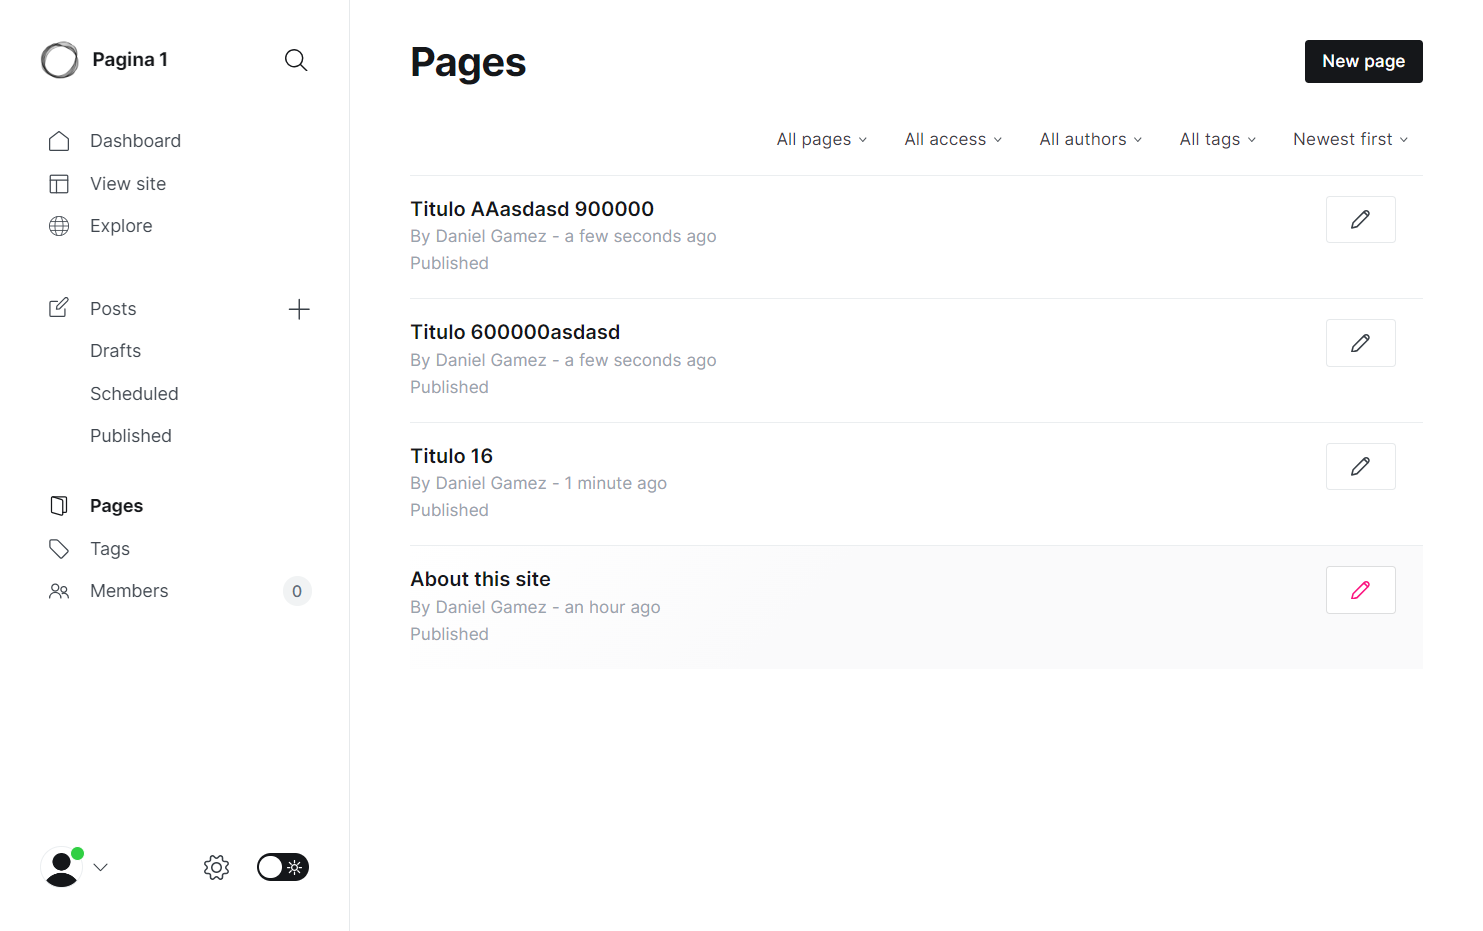 Pagina 1
Dashboard
View site
Explore
Posts
Drafts
Scheduled
Published
Pages
Tags
Members 0
Pages
New page
All pages All access All authors All tags Newest first
Titulo AAasdasd 900000
By Daniel Gamez - a few seconds ago
Published
Titulo 600000asdasd
By Daniel Gamez - a few seconds ago
Published
Titulo 16
By Daniel Gamez - 1 minute ago
Published
About this site
By Daniel Gamez - an hour ago
Published